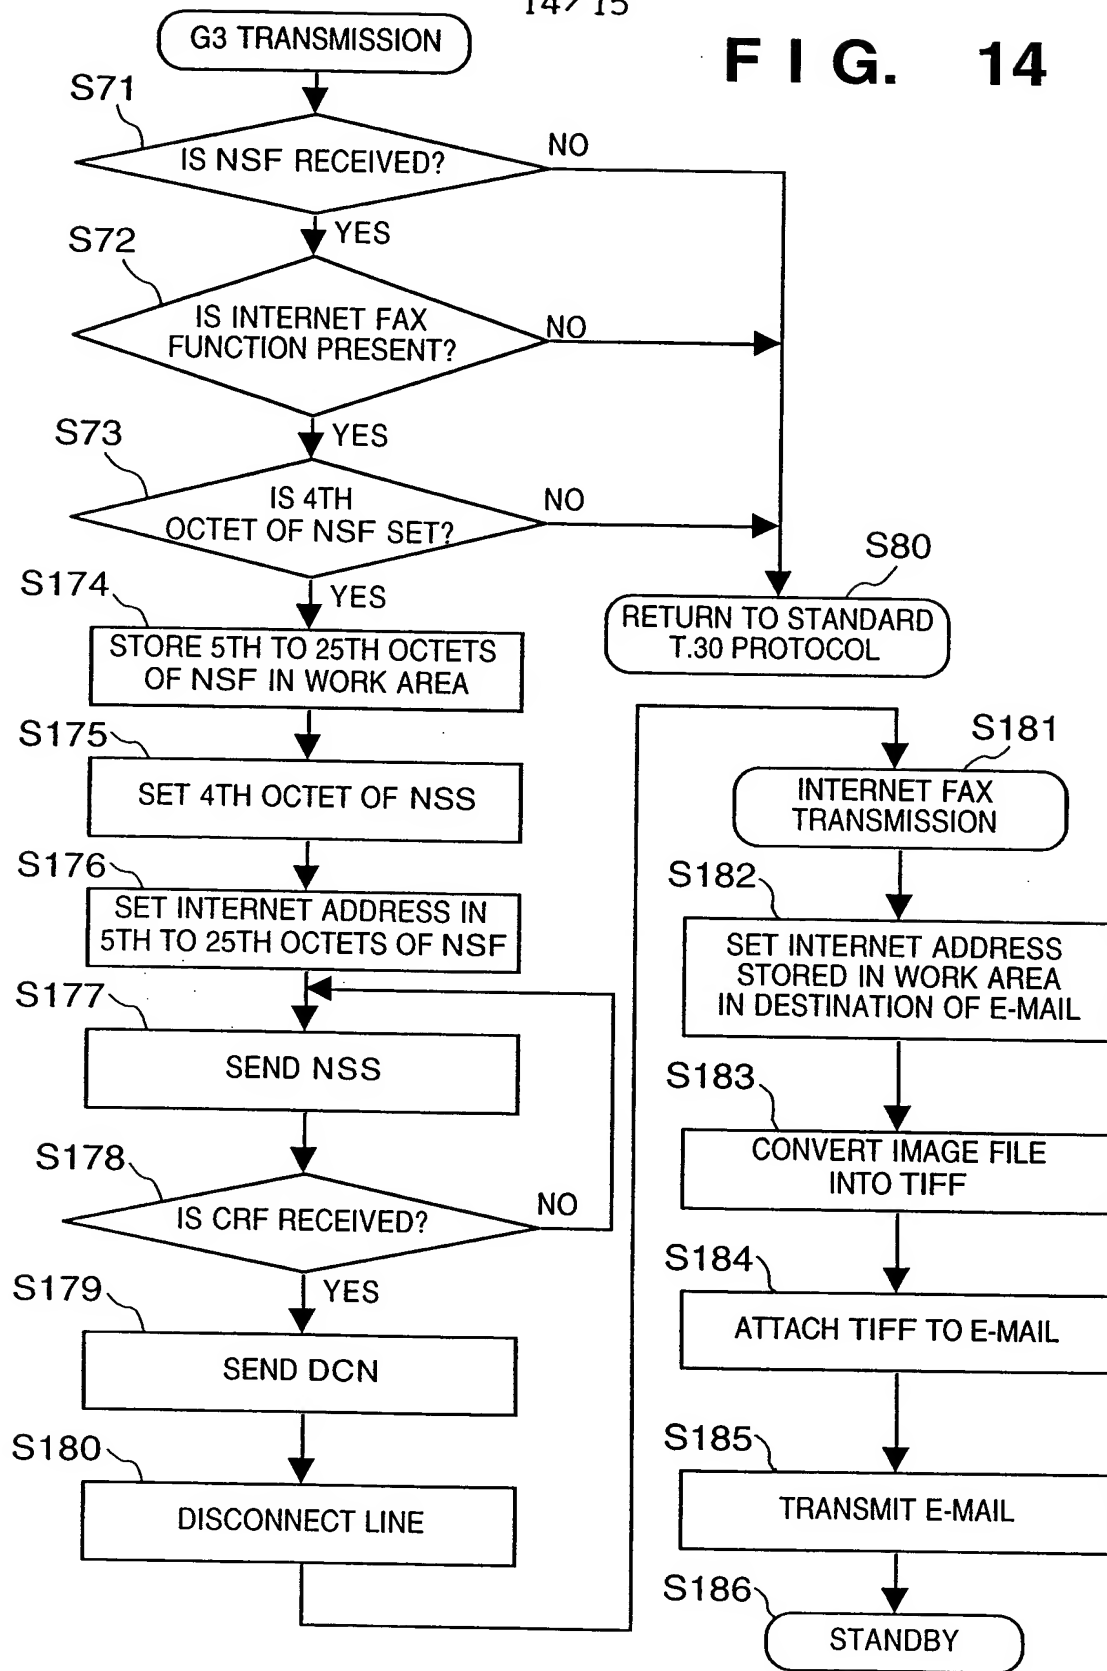 14/15
FIG. 14
G3 TRANSMISSION
S71
IS NSF RECEIVED?
NO
YES
S72
IS INTERNET FAX
FUNCTION PRESENT?
NO
YES
S73
IS 4TH
OCTET OF NSF SET?
NO
YES
S80
RETURN TO STANDARD
T.30 PROTOCOL
S174
STORE 5TH TO 25TH OCTETS
OF NSF IN WORK AREA
S175
SET 4TH OCTET OF NSS
S176
SET INTERNET ADDRESS IN
5TH TO 25TH OCTETS OF NSF
S177
SEND NSS
S178
IS CRF RECEIVED?
NO
YES
S179
SEND DCN
S180
DISCONNECT LINE
S181
INTERNET FAX
TRANSMISSION
S182
SET INTERNET ADDRESS
STORED IN WORK AREA
IN DESTINATION OF E-MAIL
S183
CONVERT IMAGE FILE
INTO TIFF
S184
ATTACH TIFF TO E-MAIL
S185
TRANSMIT E-MAIL
S186
STANDBY